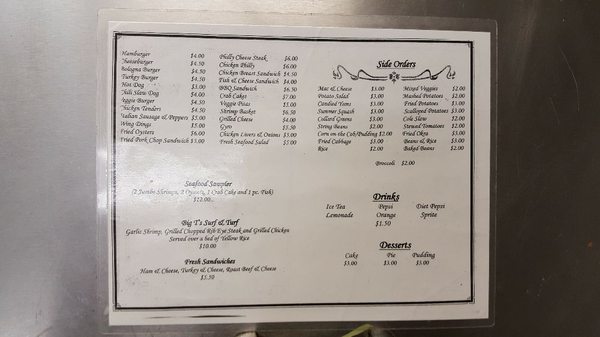 Hamburger $4.00
Cheeseburger $4.50
Bologna Burger $4.50
Turkey Burger $4.50
Hot Dog $3.00
Chili Slaw Dog $4.00
Aggie Burger $4.50
Chicken Tenders $4.50
Italian Sausage & Peppers $5.00
Wing Dings $5.00
Fried Oysters $6.00
Fried Pork Chop Sandwich $3.00
Philly Cheese Steak $6.00
Chicken Philly $6.00
Chicken Breast Sandwich $4.50
Fish & Cheese Sandwich $4.00
BBQ Sandwich $6.50
Crab Cakes $7.00
Veggie Pitas $5.00
Shrimp Basket $6.50
Grilled Cheese $4.00
Gyro $5.50
Chicken Livers & Onions $3.00
Fresh Seafood Salad $5.00
Side Orders
Mac & Cheese $3.00
Potato Salad $3.00
Candied Yams $3.00
Summer Squash $3.00
Collard Greens $3.00
String Beans $2.00
Corn on the Cob/Pudding $2.00
Fried Cabbage $3.00
Rice $2.00
Mixed Veggies $2.00
Mashed Potatoes $2.00
Fried Potatoes $3.00
Scalloped Potatoes $3.00
Cole Slaw $2.00
Stewed Tomatoes $2.00
Fried Okra $3.00
Beans & Rice $3.00
Baked Beans $2.00
Broccoli $2.00
Seafood Sampler
(2 Jumbo Shrimps, 2 Oysters, 1 Crab Cake and 1 pc. Fish)
$12.00
Big T's Surf & Turf
Garlic Shrimp, Grilled Chopped Rib Eye Steak and Grilled Chicken
Served over a bed of Yellow Rice
$10.00
Fresh Sandwiches
Ham & Cheese, Turkey & Cheese, Roast Beef & Cheese
$5.50
Drinks
Ice Tea Pepsi Diet Pepsi
Lemonade Orange Sprite
$1.50
Desserts
Cake Pie Pudding
$3.00 $3.00 $3.00